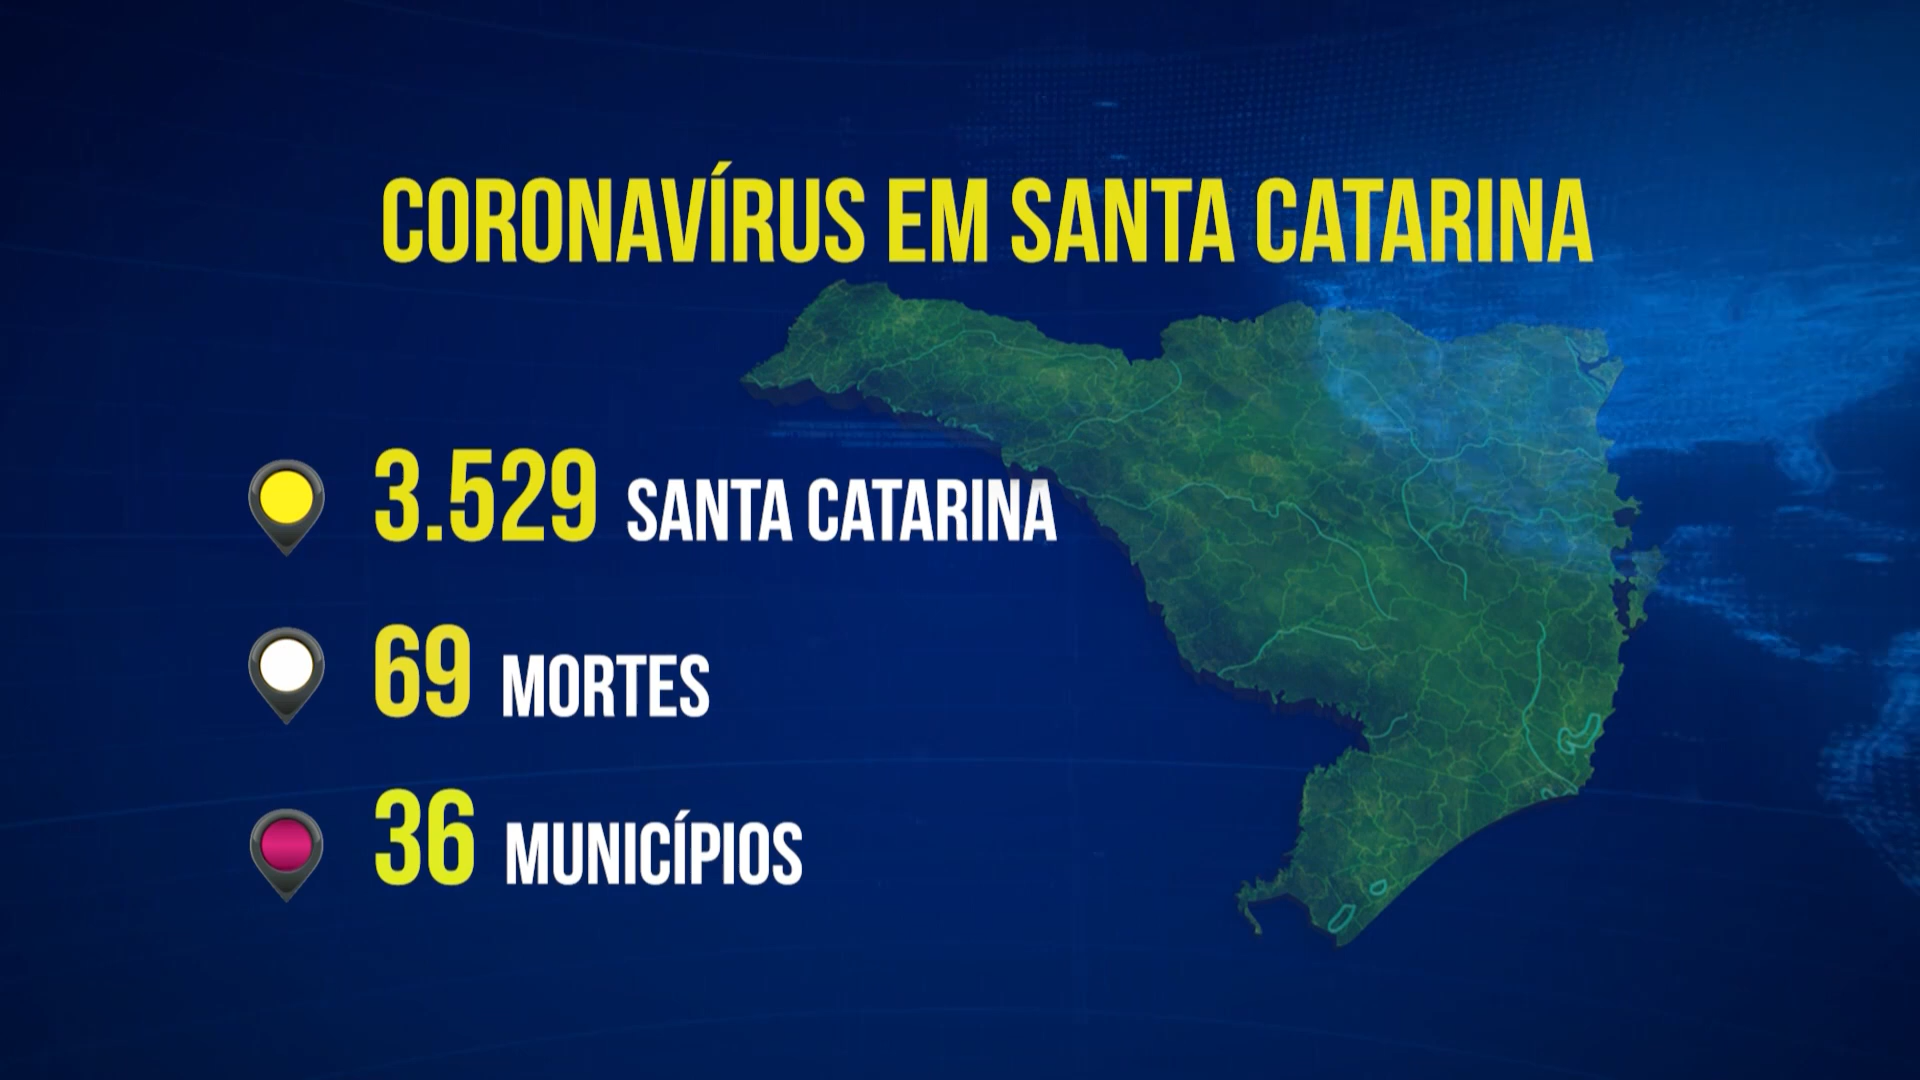 CORONAVÍRUS EM SANTA CATARINA
3.529 SANTA CATARINA
69 MORTES
36 MUNICÍPIOS